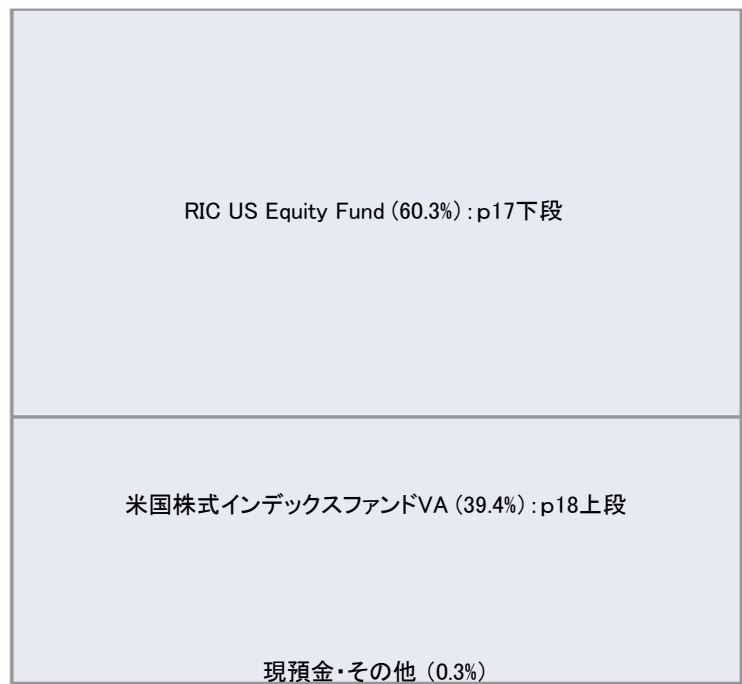 RIC US Equity Fund (60.3%):p17下段
米国株式インデックスファンドVA (39.4%):p18上段
現預金・その他 (0.3%)